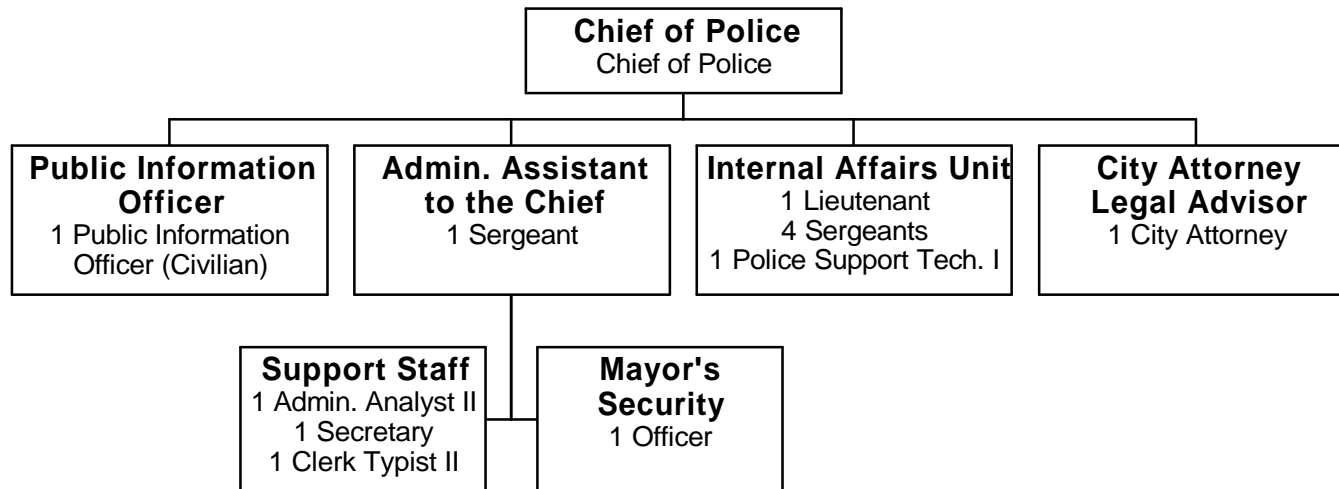 Chief of Police
Chief of Police
Public Information
Officer
1 Public Information
Officer (Civilian)
Admin. Assistant
to the Chief
1 Sergeant
Internal Affairs Unit
1 Lieutenant
4 Sergeants
1 Police Support Tech. I
City Attorney
Legal Advisor
1 City Attorney
Support Staff
1 Admin. Analyst II
1 Secretary
1 Clerk Typist II
Mayor's
Security
1 Officer